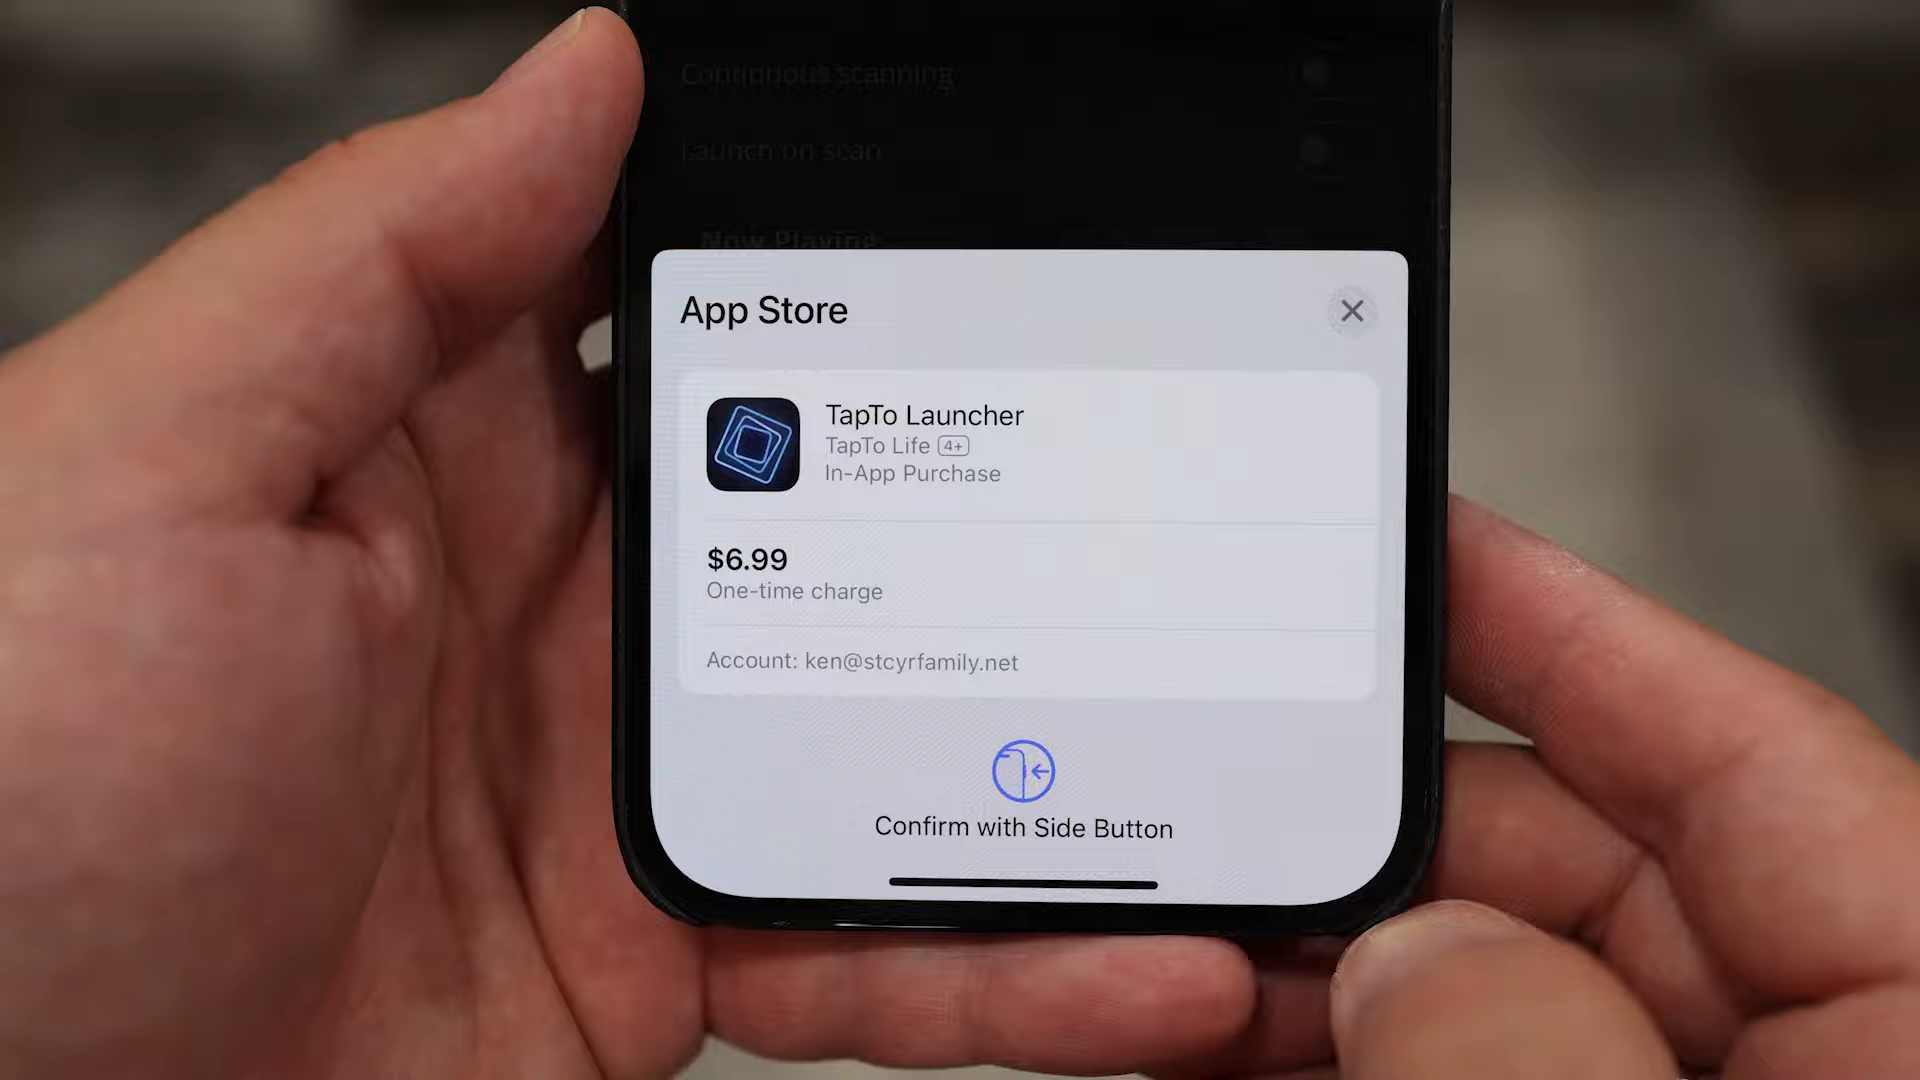 Continuous scanning
Launch on scan
Now Playing
App Store
TapTo Launcher
TapTo Life 4+
In-App Purchase
$6.99
One-time charge
Account: ken@stcyrfamily.net
Confirm with Side Button